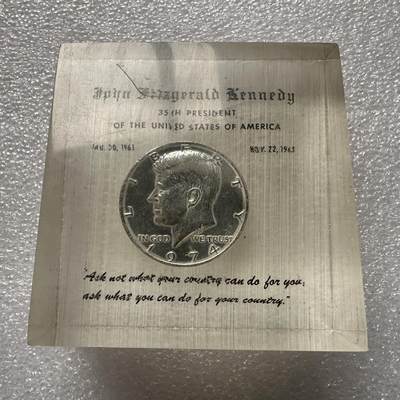 John Fitzgerald Kennedy
35TH PRESIDENT
OF THE UNITED STATES OF AMERICA
JAN. 20, 1961
NOV. 22, 1963
LIBERTY
IN GOD WE TRUST
1974
"Ask not what your country can do for you;
ask what you can do for your country."